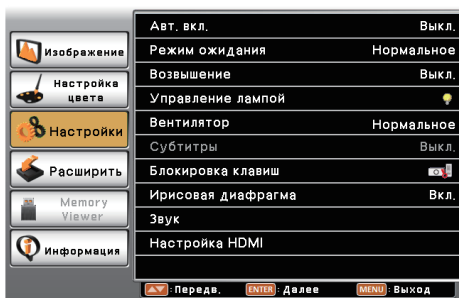 Изображение
Настройка
цвета
Настройки
Расширить
Memory
Viewer
Информация
Авт. вкл. Выкл.
Режим ожидания Нормальное
Возвышение Выкл.
Управление лампой
Вентилятор Нормальное
Субтитры Выкл.
Блокировка клавиш
Ирисовая диафрагма Вкл.
Звук
Настройка HDMI
:Передв. ENTER :Далее MENU :Выход